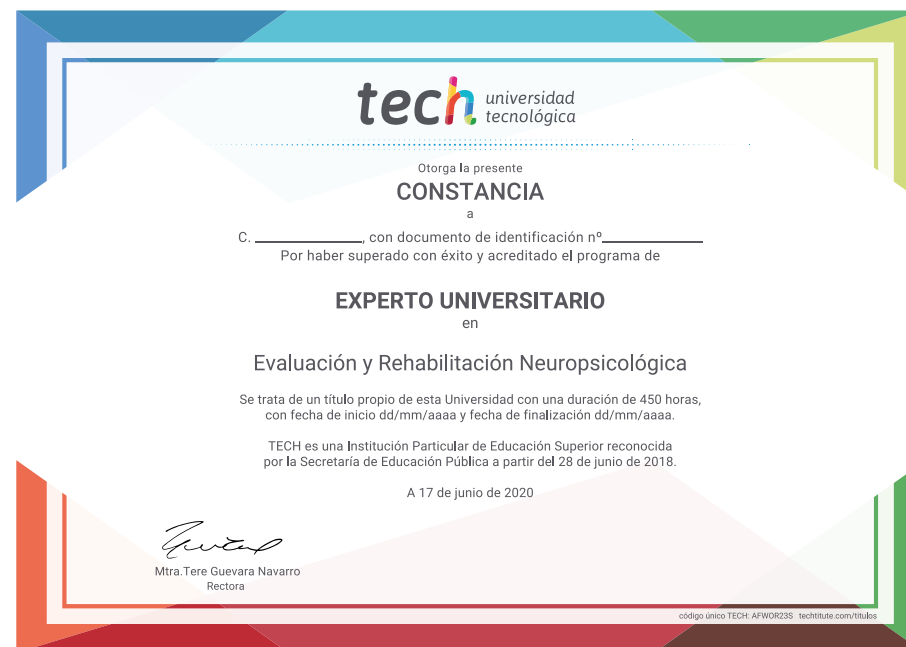 tech universidad
tecnológica
Otorga la presente
CONSTANCIA
a
C. ____________, con documento de identificación nº____________
Por haber superado con éxito y acreditado el programa de
EXPERTO UNIVERSITARIO
en
Evaluación y Rehabilitación Neuropsicológica
Se trata de un título propio de esta Universidad con una duración de 450 horas,
con fecha de inicio dd/mm/aaaa y fecha de finalización dd/mm/aaaa.
TECH es una Institución Particular de Educación Superior reconocida
por la Secretaría de Educación Pública a partir del 28 de junio de 2018.
A 17 de junio de 2020
Mtra.Tere Guevara Navarro
Rectora
código único TECH: AFWOR23S techtitute.com/titulos